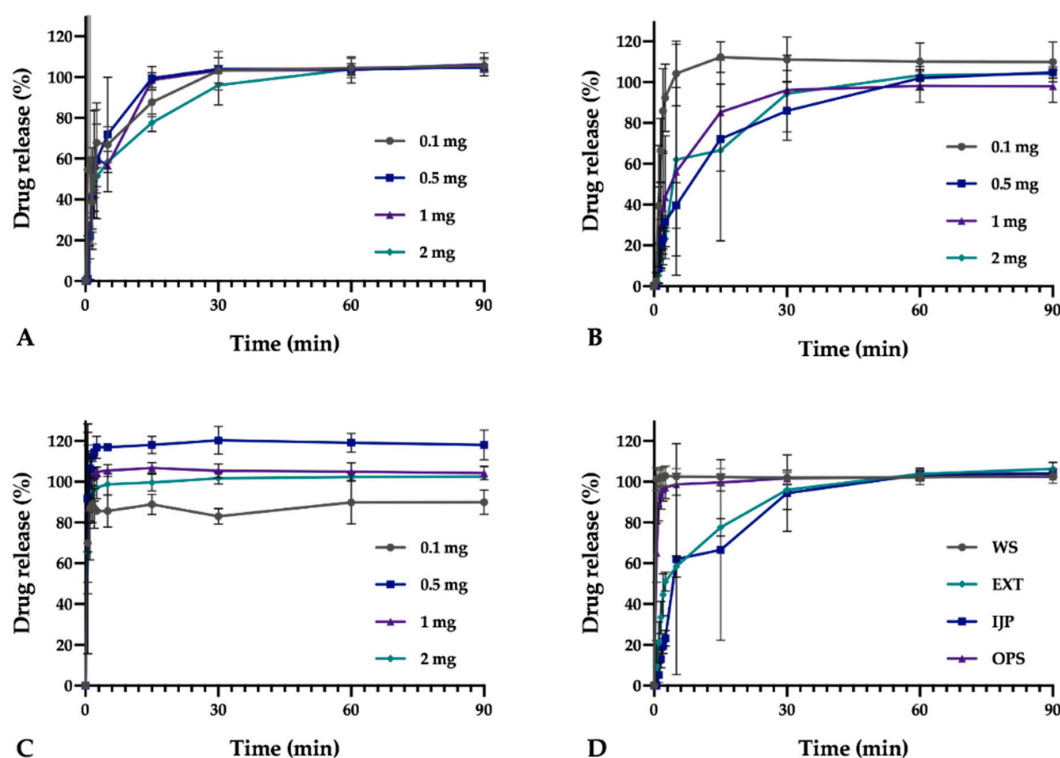 120
100
80
60
40
20
0
Drug release (%)
0.1 mg
0.5 mg
1 mg
2 mg
0 30 60 90
A
Time (min)
120
100
80
60
40
20
0
Drug release (%)
0.1 mg
0.5 mg
1 mg
2 mg
0 30 60 90
B
Time (min)
120
100
80
60
40
20
0
Drug release (%)
0.1 mg
0.5 mg
1 mg
2 mg
0 30 60 90
C
Time (min)
120
100
80
60
40
20
0
Drug release (%)
WS
EXT
IJP
OPS
0 30 60 90
D
Time (min)